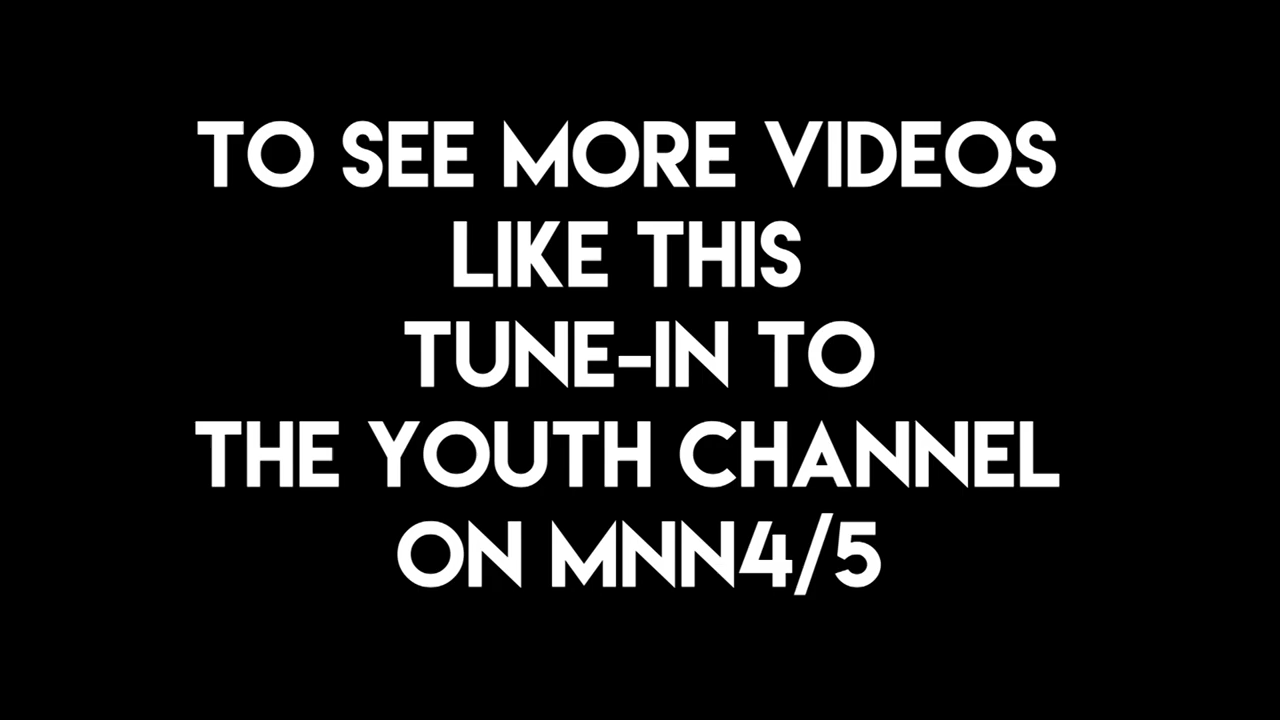 TO SEE MORE VIDEOS
LIKE THIS
TUNE-IN TO
THE YOUTH CHANNEL
ON MNN4/5